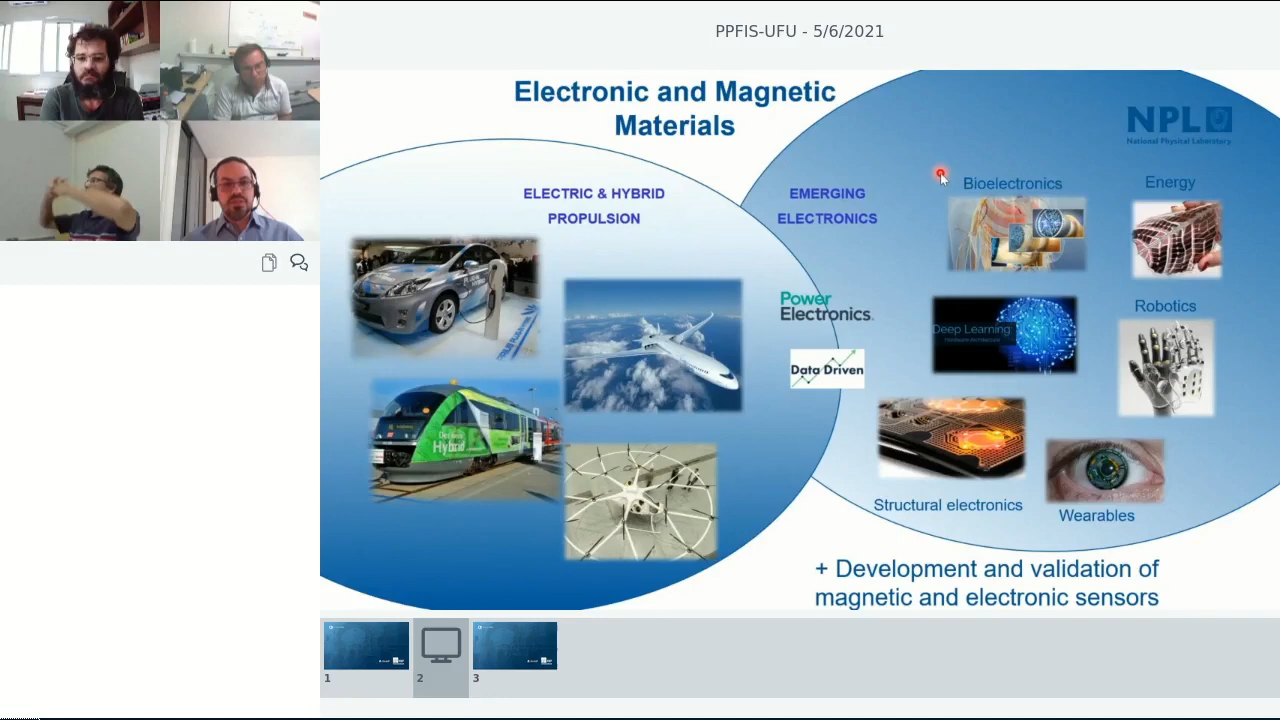 PPFIS-UFU - 5/6/2021
Electronic and Magnetic
Materials
NPL
National Physical Laboratory
ELECTRIC & HYBRID
PROPULSION
EMERGING
ELECTRONICS
Bioelectronics
Energy
Power
Electronics.
Data Driven
Deep Learning
Hardware Architecture
Robotics
Hybrid
Structural electronics
Wearables
+ Development and validation of
magnetic and electronic sensors
1
2
3